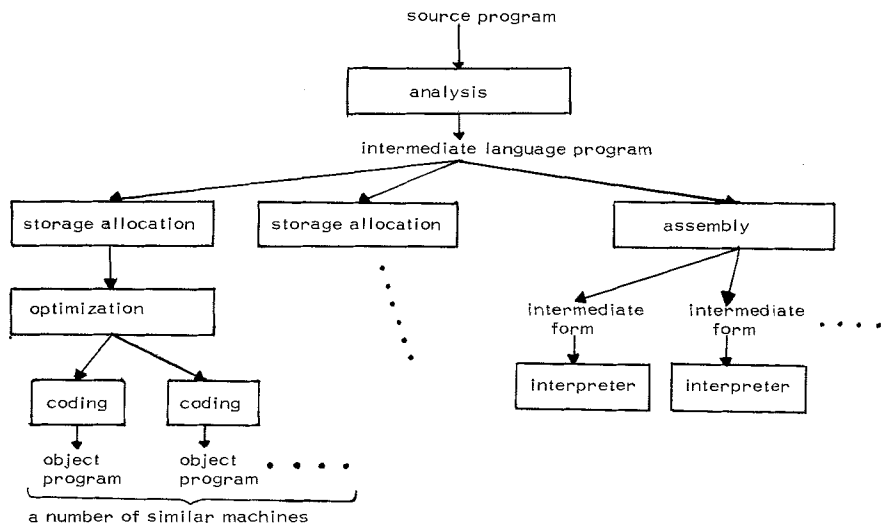 source program
analysis
intermediate language program
storage allocation
storage allocation
assembly
optimization
intermediate
form
intermediate
form
coding
coding
interpreter
interpreter
object
program
object
program
a number of similar machines